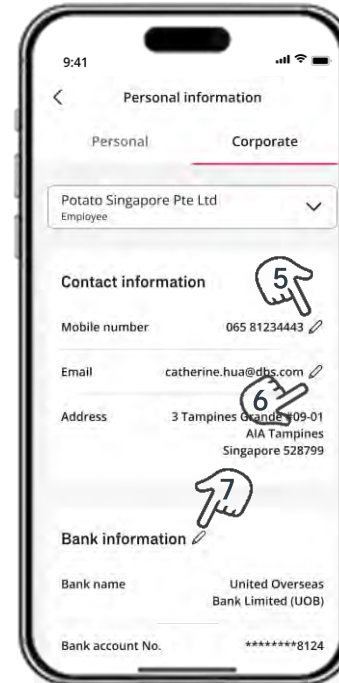 9:41
Personal information
Personal Corporate
Potato Singapore Pte Ltd
Employee
Contact information
5
Mobile number 065 81234443
Email catherine.hua@dbs.com
6
Address 3 Tampines Grande #09-01
AIA Tampines
Singapore 528799
7
Bank information
Bank name United Overseas
Bank Limited (UOB)
Bank account No. ********8124